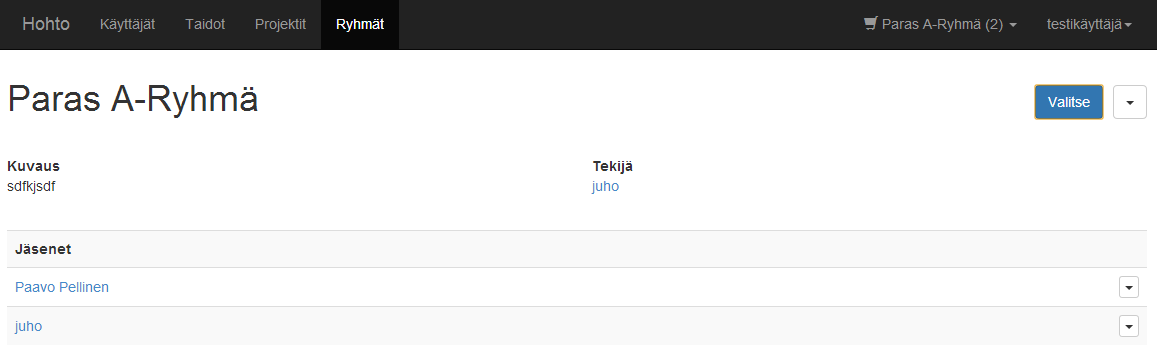 Hohto Käyttäjät Taidot Projektit Ryhmät Paras A-Ryhmä (2) testikäyttäjä
Paras A-Ryhmä Valitse
Kuvaus Tekijä
sdfkjsdf juho
Jäsenet
Paavo Pellinen
juho